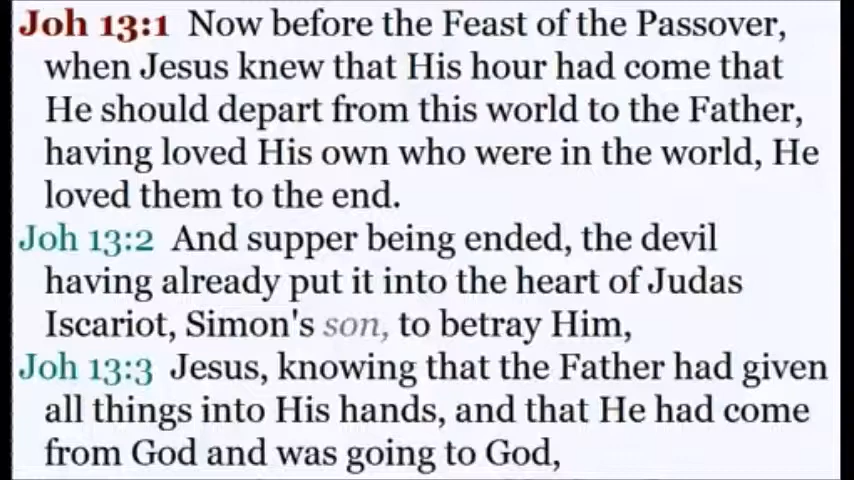 Joh 13:1 Now before the Feast of the Passover,
when Jesus knew that His hour had come that
He should depart from this world to the Father,
having loved His own who were in the world, He
loved them to the end.
Joh 13:2 And supper being ended, the devil
having already put it into the heart of Judas
Iscariot, Simon's son, to betray Him,
Joh 13:3 Jesus, knowing that the Father had given
all things into His hands, and that He had come
from God and was going to God,